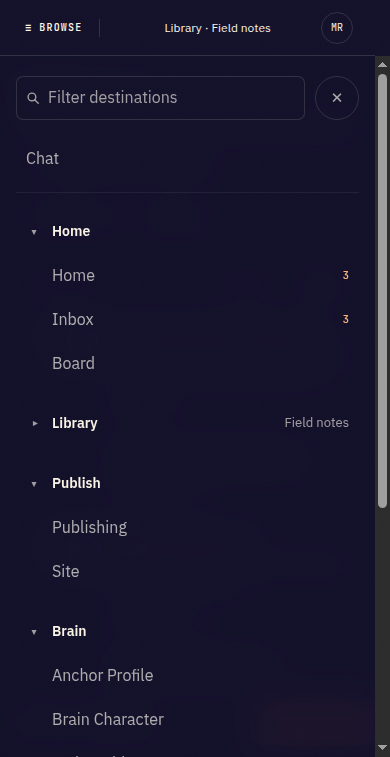 ≡ BROWSE
Library · Field notes
MR
Filter destinations
Chat
Home
Home 3
Inbox 3
Board
Library Field notes
Publish
Publishing
Site
Brain
Anchor Profile
Brain Character